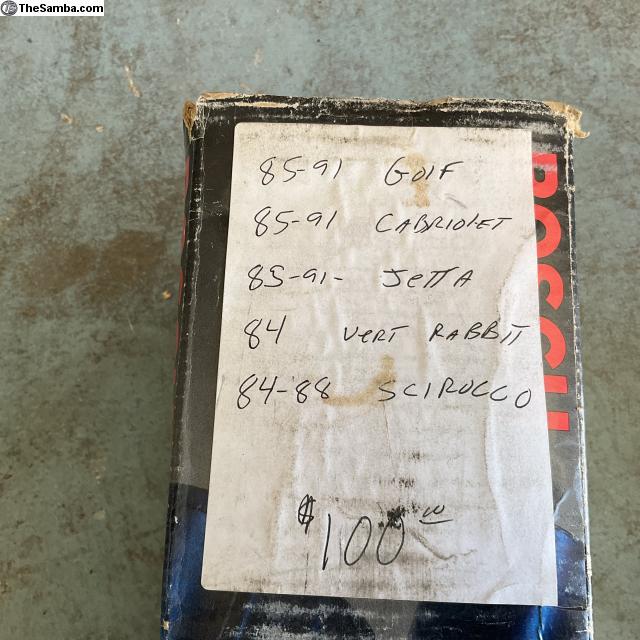 TheSamba.com
85-91 GOlF
85-91 CABRIOLET
85-91- JeTTA
84 VerT RABBIT
84-88 SCIROCCO
$100 00
BOSCH